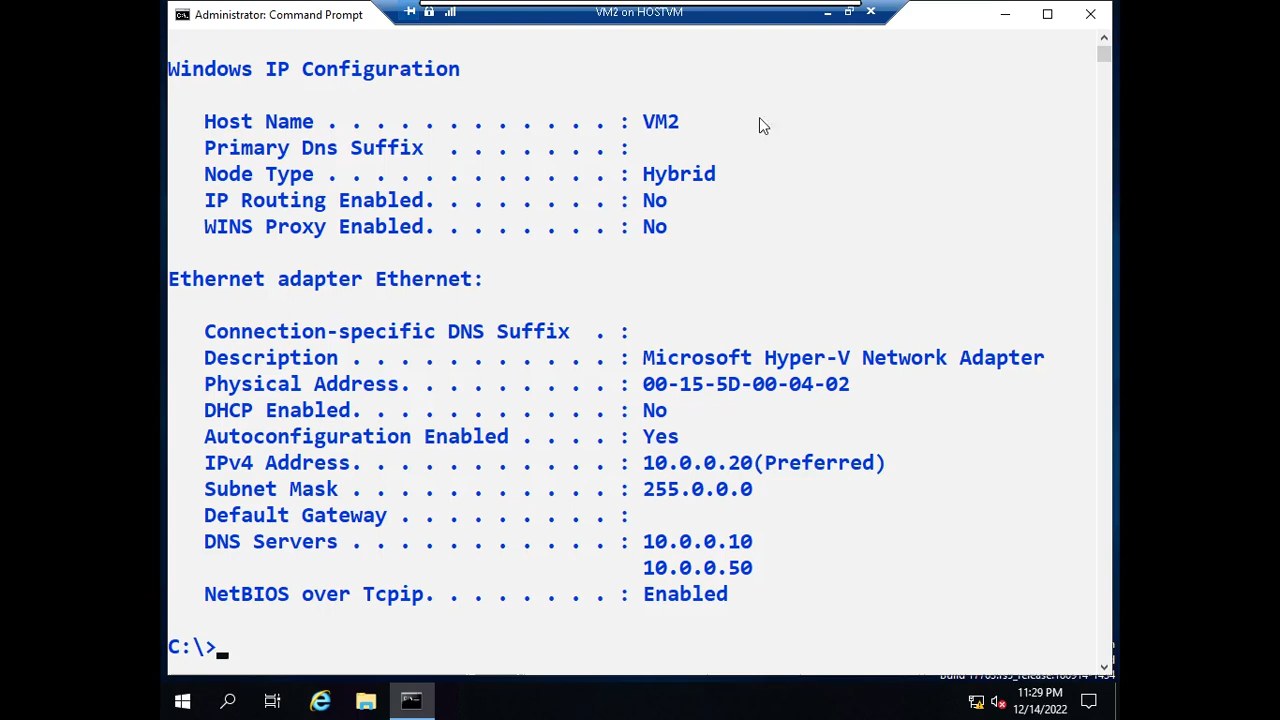 Administrator: Command Prompt
VM2 on HOSTVM
Windows IP Configuration
Host Name . . . . . . . . . . . . : VM2
Primary Dns Suffix  . . . . . . . :
Node Type . . . . . . . . . . . . : Hybrid
IP Routing Enabled. . . . . . . . : No
WINS Proxy Enabled. . . . . . . . : No
Ethernet adapter Ethernet:
Connection-specific DNS Suffix  . :
Description . . . . . . . . . . . : Microsoft Hyper-V Network Adapter
Physical Address. . . . . . . . . : 00-15-5D-00-04-02
DHCP Enabled. . . . . . . . . . . : No
Autoconfiguration Enabled . . . . : Yes
IPv4 Address. . . . . . . . . . . : 10.0.0.20(Preferred)
Subnet Mask . . . . . . . . . . . : 255.0.0.0
Default Gateway . . . . . . . . . :
DNS Servers . . . . . . . . . . . : 10.0.0.10
10.0.0.50
NetBIOS over Tcpip. . . . . . . . : Enabled
C:\>
11:29 PM
12/14/2022